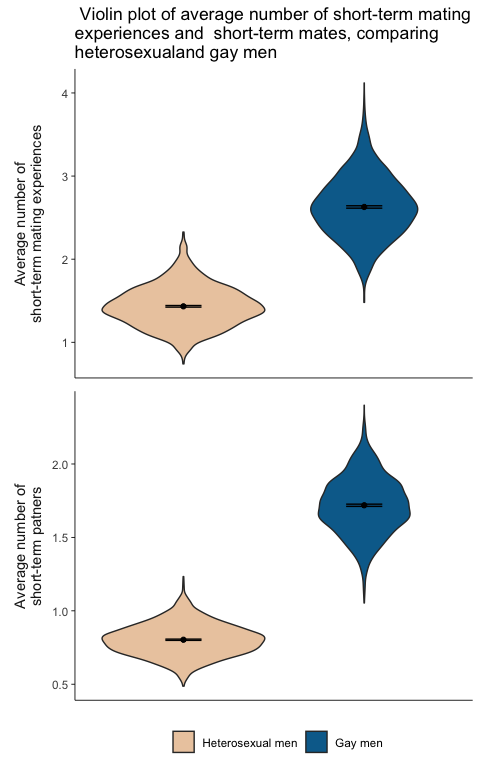 Violin plot of average number of short-term mating
experiences and  short-term mates, comparing
heterosexualand gay men
Average number of
short-term mating experiences
4
3
2
1
Average number of
short-term patners
2.0
1.5
1.0
0.5
Heterosexual men
Gay men